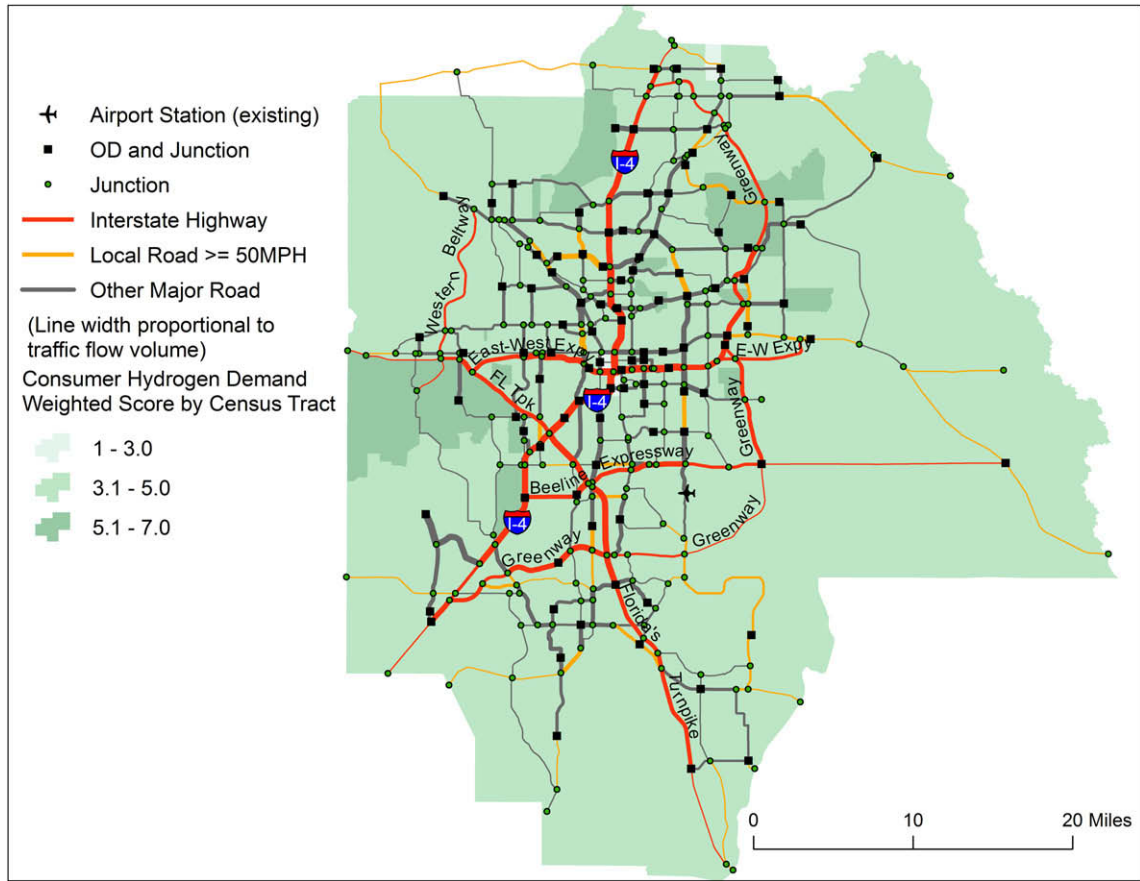 Airport Station (existing)
OD and Junction
Junction
Interstate Highway
Local Road >= 50MPH
Other Major Road
(Line width proportional to
traffic flow volume)
Consumer Hydrogen Demand
Weighted Score by Census Tract
1 - 3.0
3.1 - 5.0
5.1 - 7.0
I-4
Greenway
Western Beltway
East-West Expy
E-W Expy
FL Tpk
I-4
Greenway
Expressway
Beeline
I-4
Greenway
Greenway
Florida's
Turnpike
0 10 20 Miles